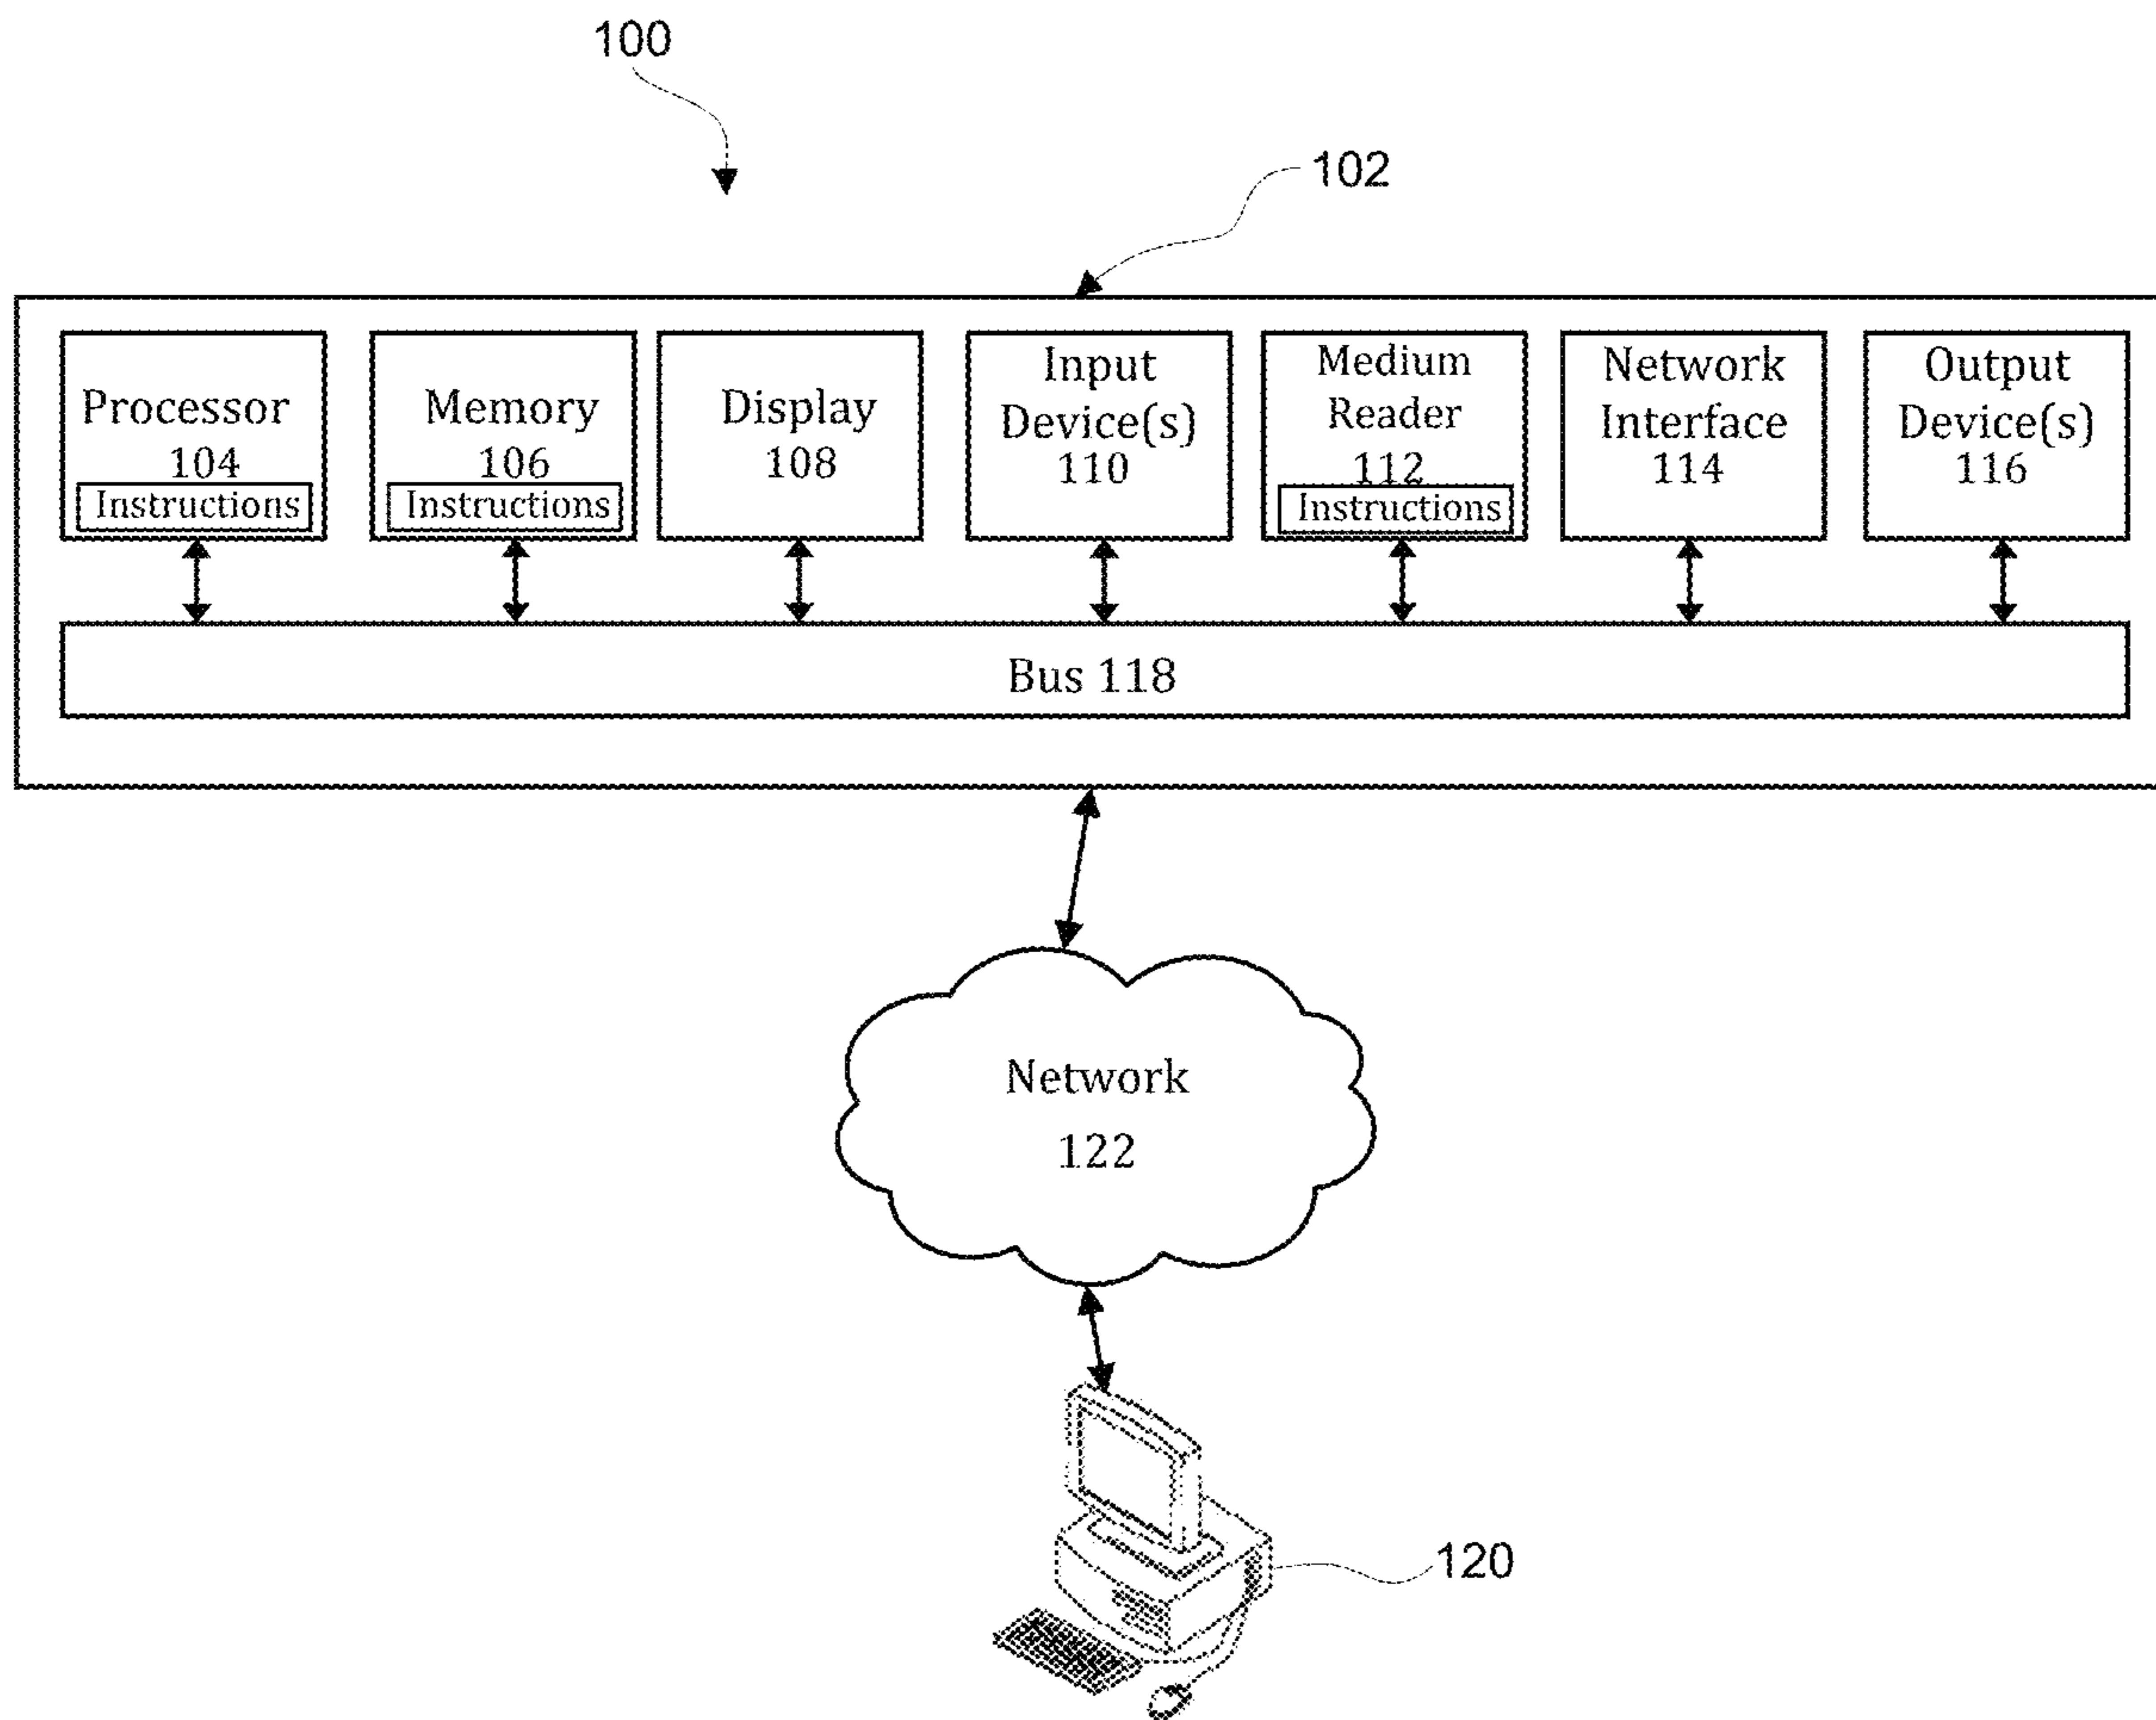 100
102
Processor
104
Instructions
Memory
106
Instructions
Display
108
Input
Device(s)
110
Medium
Reader
112
Instructions
Network
Interface
114
Output
Device(s)
116
Bus 118
Network
122
120